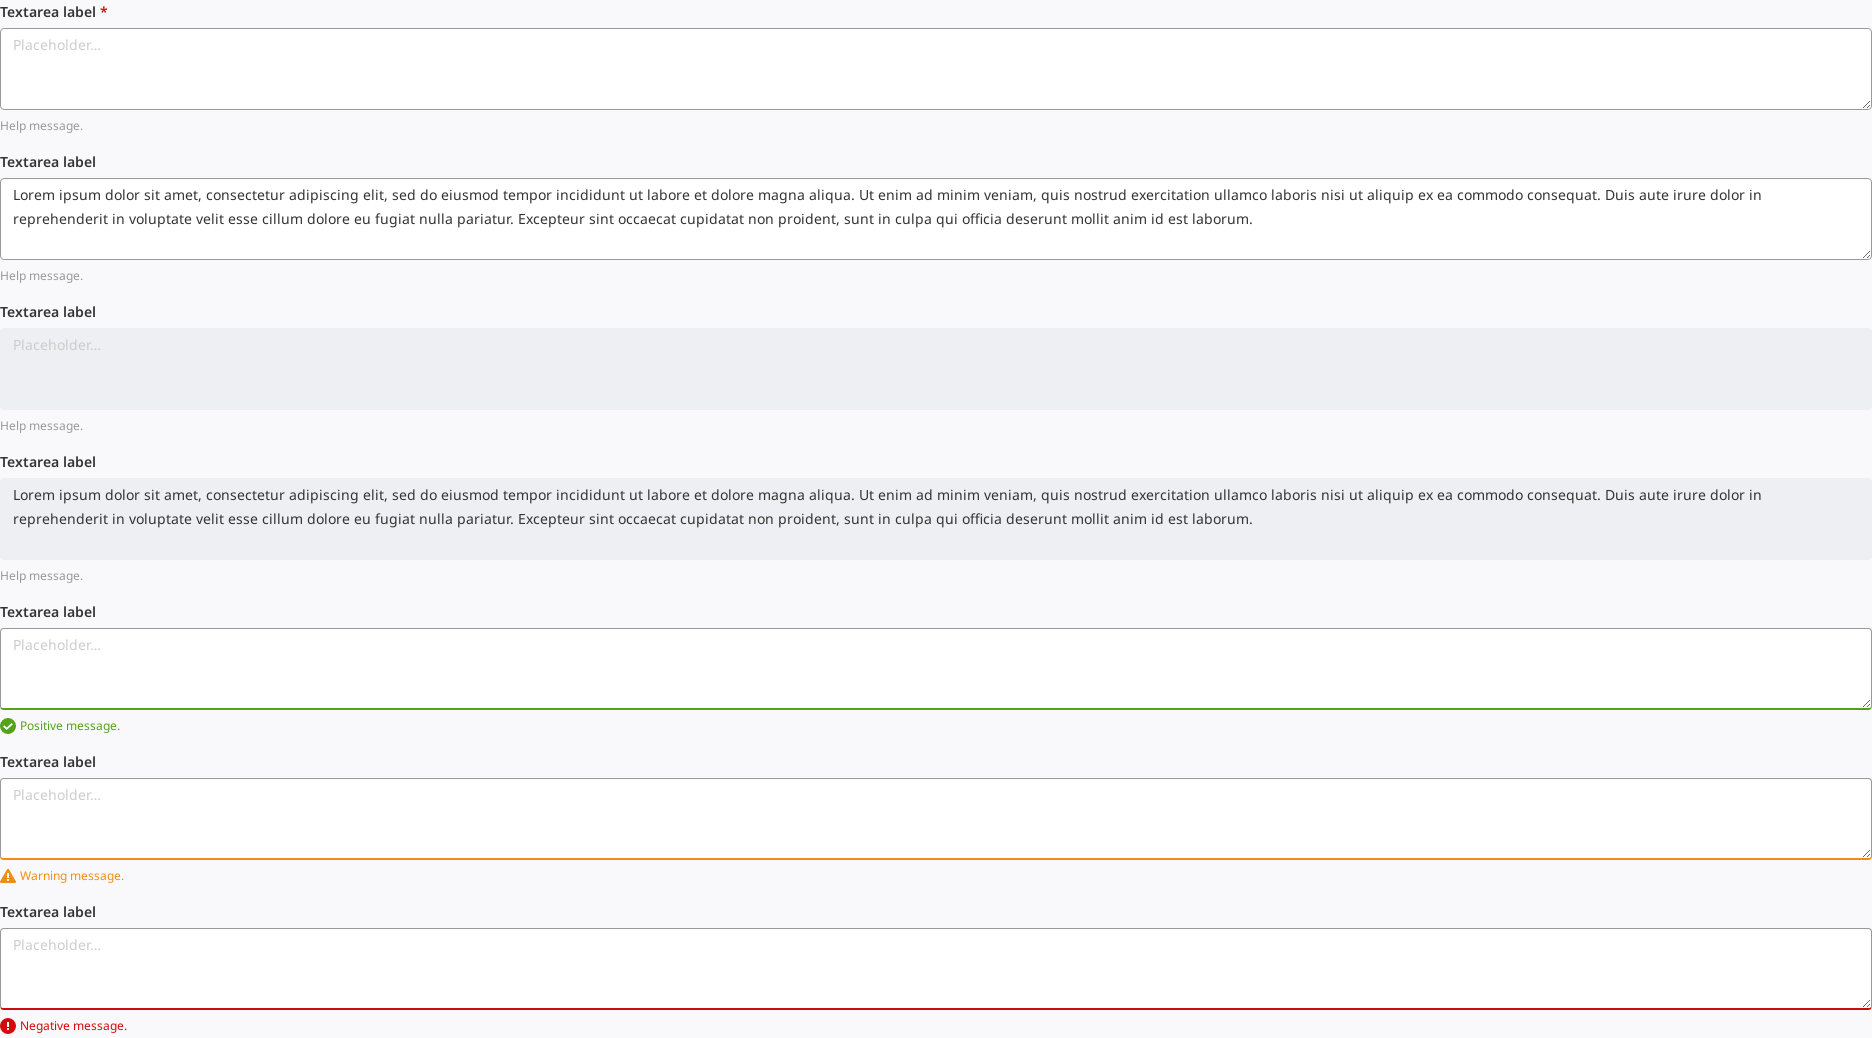 Textarea label *
Placeholder...
Help message.
Textarea label
Lorem ipsum dolor sit amet, consectetur adipiscing elit, sed do eiusmod tempor incididunt ut labore et dolore magna aliqua. Ut enim ad minim veniam, quis nostrud exercitation ullamco laboris nisi ut aliquip ex ea commodo consequat. Duis aute irure dolor in
reprehenderit in voluptate velit esse cillum dolore eu fugiat nulla pariatur. Excepteur sint occaecat cupidatat non proident, sunt in culpa qui officia deserunt mollit anim id est laborum.
Help message.
Textarea label
Placeholder...
Help message.
Textarea label
Lorem ipsum dolor sit amet, consectetur adipiscing elit, sed do eiusmod tempor incididunt ut labore et dolore magna aliqua. Ut enim ad minim veniam, quis nostrud exercitation ullamco laboris nisi ut aliquip ex ea commodo consequat. Duis aute irure dolor in
reprehenderit in voluptate velit esse cillum dolore eu fugiat nulla pariatur. Excepteur sint occaecat cupidatat non proident, sunt in culpa qui officia deserunt mollit anim id est laborum.
Help message.
Textarea label
Placeholder...
Positive message.
Textarea label
Placeholder...
Warning message.
Textarea label
Placeholder...
Negative message.